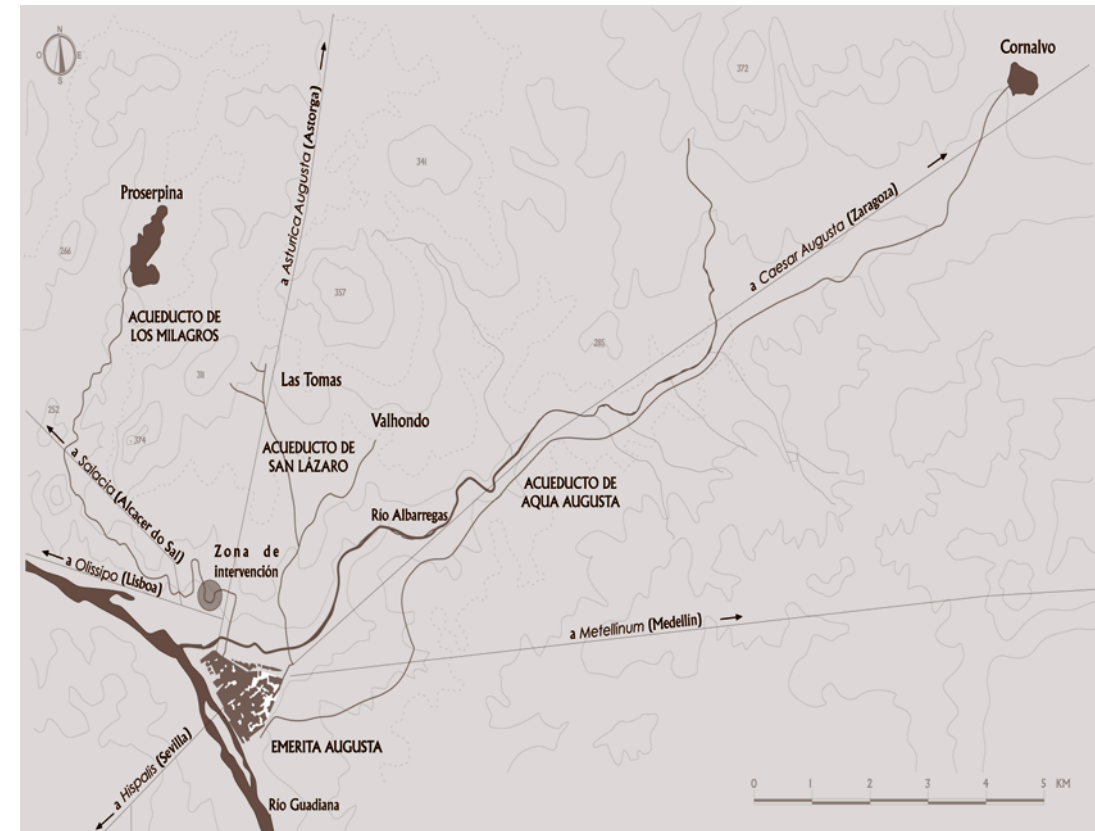 N
O E
S
Cornalvo
372
a Asturica Augusta (Astorga)
341
Proserpina
a Caesar Augusta (Zaragoza)
266
357
ACUEDUCTO DE
LOS MILAGROS
285
311
Las Tomas
252
Valhondo
374
ACUEDUCTO DE
SAN LÁZARO
a Salacia (Alcacer do Sal)
ACUEDUCTO DE
AQUA AUGUSTA
Río Albarregas
Zona de
intervención
a Olissipo (Lisboa)
a Metellinum (Medellín)
EMERITA AUGUSTA
a Hispalis (Sevilla)
Río Guadiana
0 1 2 3 4 5 KM